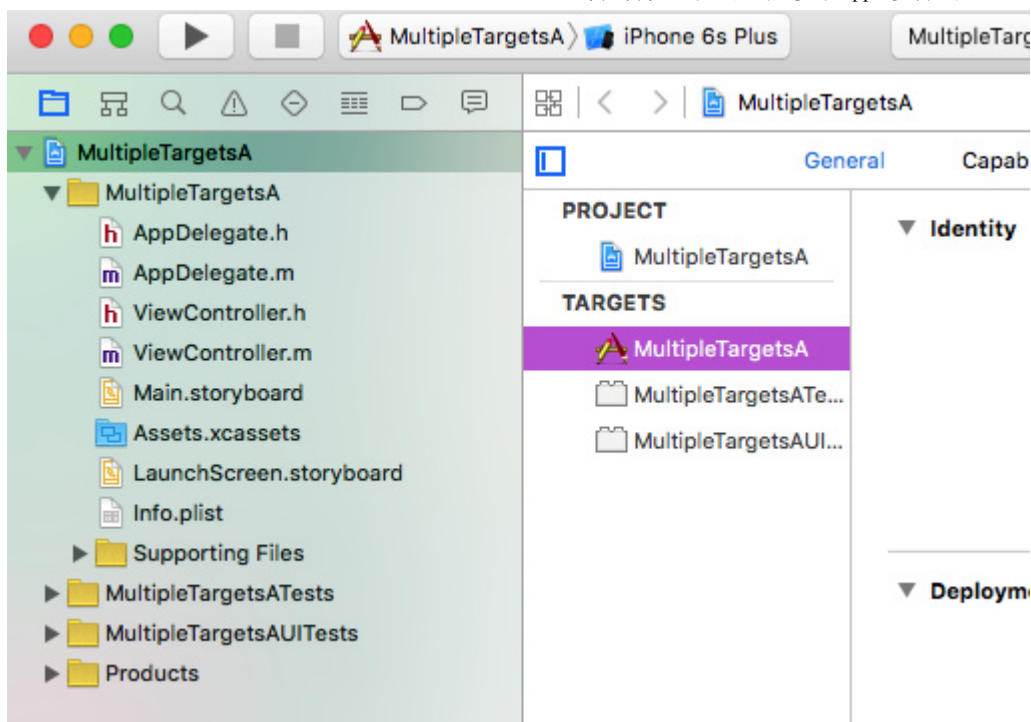 MultipleTargetsA
iPhone 6s Plus
MultipleTarg
MultipleTargetsA
MultipleTargetsA
AppDelegate.h
AppDelegate.m
ViewController.h
ViewController.m
Main.storyboard
Assets.xcassets
LaunchScreen.storyboard
Info.plist
Supporting Files
MultipleTargetsATests
MultipleTargetsAUITests
Products
MultipleTargetsA
General
Capab
PROJECT
MultipleTargetsA
TARGETS
MultipleTargetsA
MultipleTargetsATe...
MultipleTargetsAUI...
Identity
Deployme